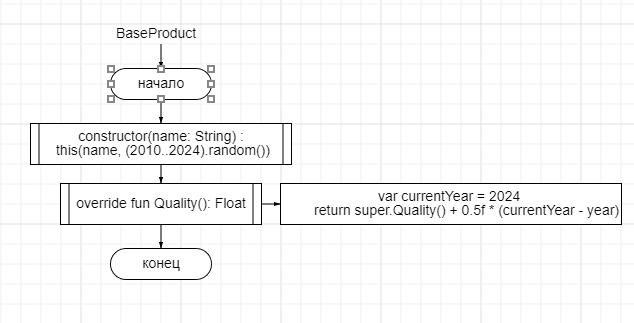 BaseProduct
начало
constructor(name: String) :
this(name, (2010..2024).random())
override fun Quality(): Float
var currentYear = 2024
return super.Quality() + 0.5f * (currentYear - year)
конец